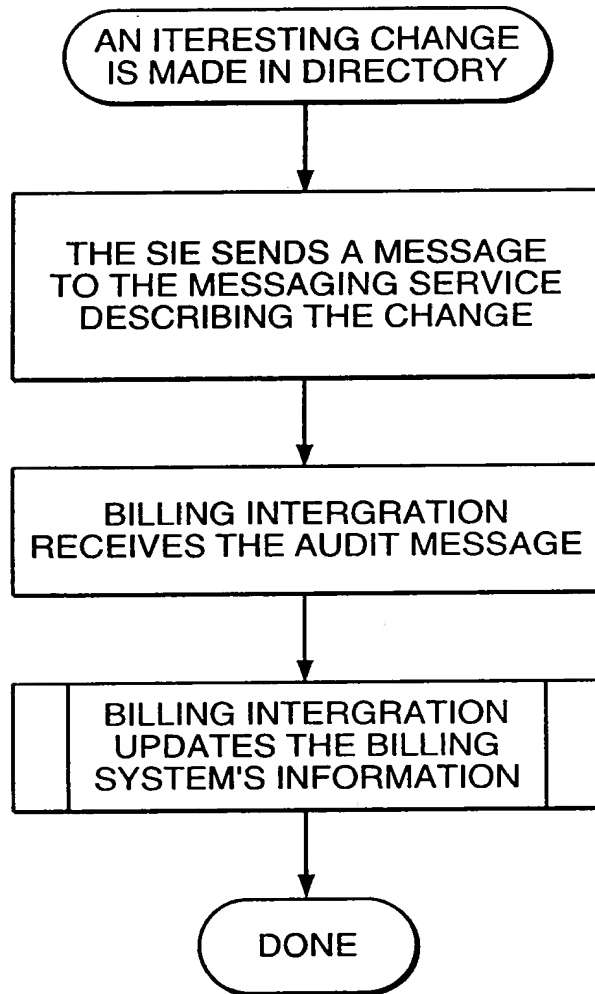 AN ITERESTING CHANGE
IS MADE IN DIRECTORY
THE SIE SENDS A MESSAGE
TO THE MESSAGING SERVICE
DESCRIBING THE CHANGE
BILLING INTERGRATION
RECEIVES THE AUDIT MESSAGE
BILLING INTERGRATION
UPDATES THE BILLING
SYSTEM'S INFORMATION
DONE